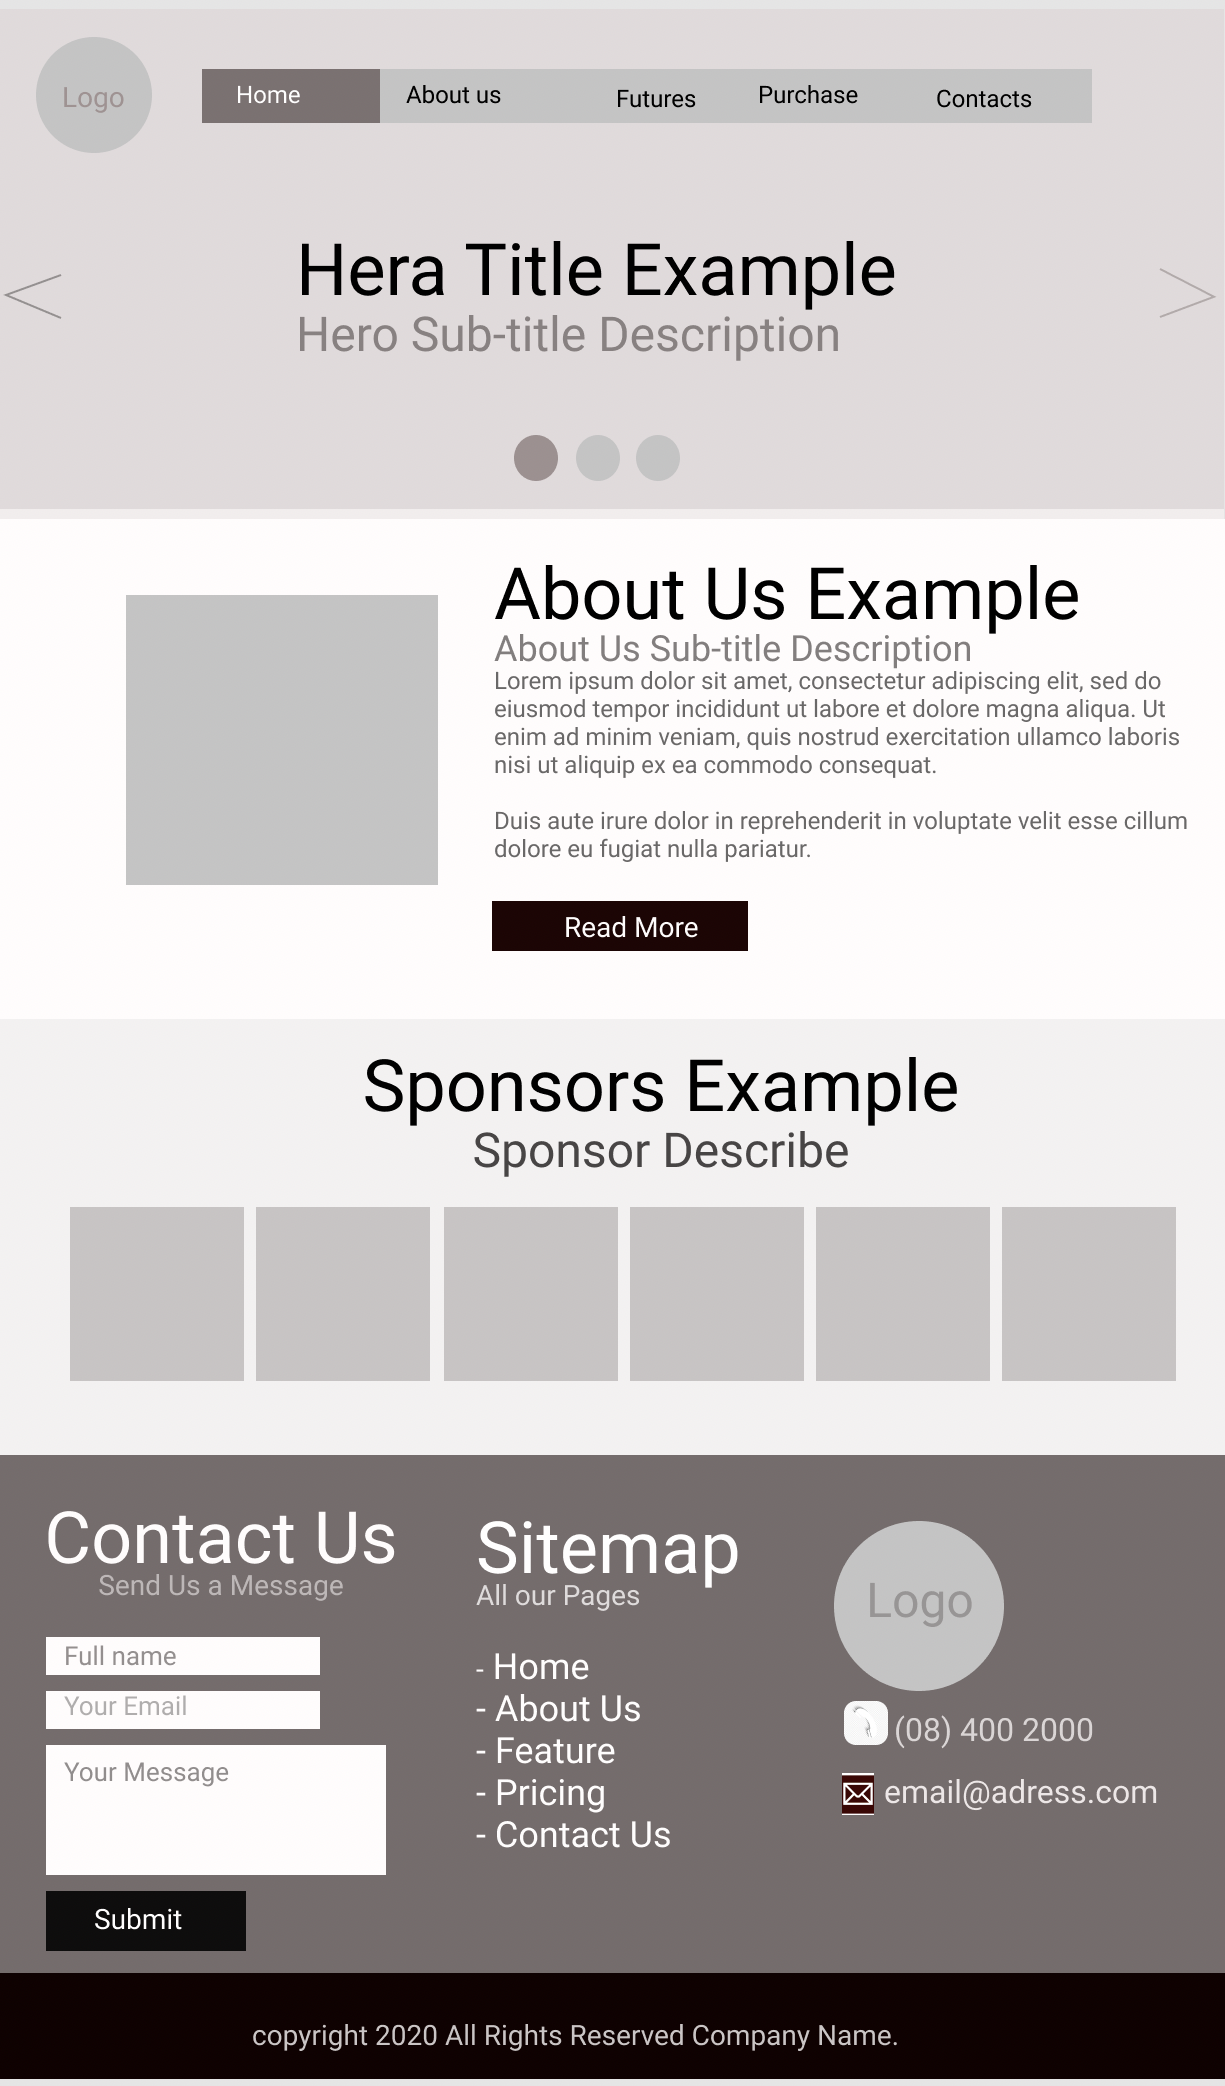 Logo
Home
About us
Futures
Purchase
Contacts
Hera Title Example
Hero Sub-title Description
About Us Example
About Us Sub-title Description
Lorem ipsum dolor sit amet, consectetur adipiscing elit, sed do
eiusmod tempor incididunt ut labore et dolore magna aliqua. Ut
enim ad minim veniam, quis nostrud exercitation ullamco laboris
nisi ut aliquip ex ea commodo consequat.
Duis aute irure dolor in reprehenderit in voluptate velit esse cillum
dolore eu fugiat nulla pariatur.
Read More
Sponsors Example
Sponsor Describe
Contact Us
Send Us a Message
Full name
Your Email
Your Message
Submit
Sitemap
All our Pages
- Home
- About Us
- Feature
- Pricing
- Contact Us
Logo
(08) 400 2000
email@adress.com
copyright 2020 All Rights Reserved Company Name.